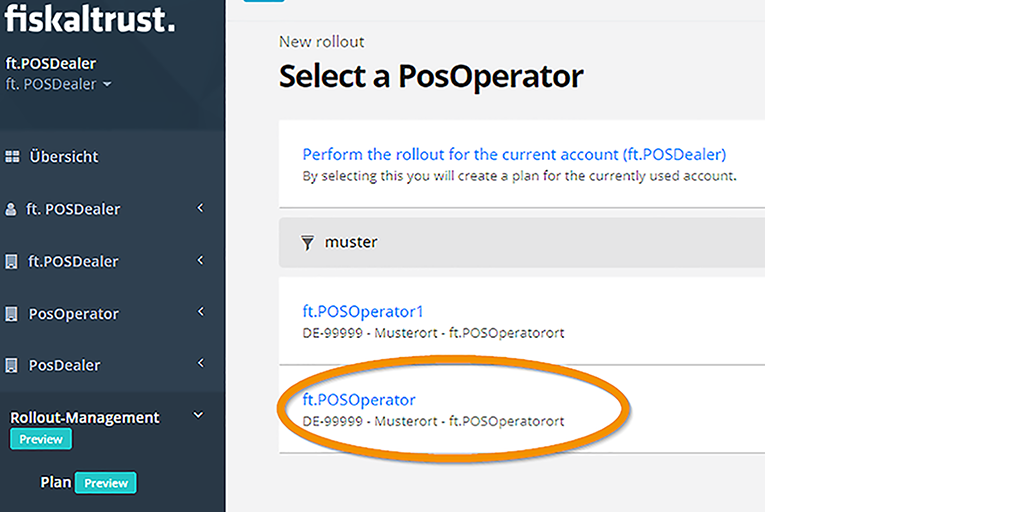 fiskaltrust.
ft.POSDealer
ft. POSDealer
Übersicht
ft. POSDealer
ft.POSDealer
PosOperator
PosDealer
Rollout-Management
Preview
Plan Preview
New rollout
Select a PosOperator
Perform the rollout for the current account (ft.POSDealer)
By selecting this you will create a plan for the currently used account.
muster
ft.POSOperator1
DE-99999 - Musterort - ft.POSOperatorort
ft.POSOperator
DE-99999 - Musterort - ft.POSOperatorort